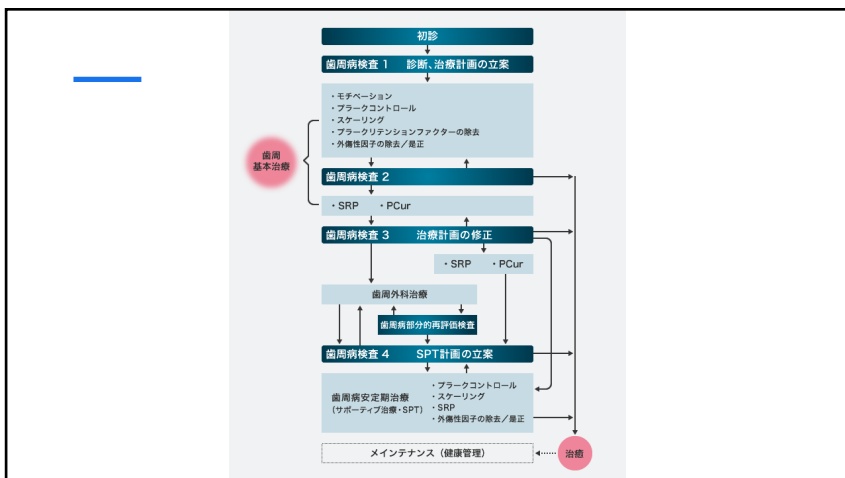 初診
歯周病検査 1　診断、治療計画の立案
・モチベーション
・プラークコントロール
・スケーリング
・プラークリテンションファクターの除去
・外傷性因子の除去／是正
歯周
基本治療
歯周病検査 2
・SRP　・PCur
歯周病検査 3　治療計画の修正
・SRP　・PCur
歯周外科治療
歯周病部分的再評価検査
歯周病検査 4　SPT計画の立案
歯周病安定期治療
（サポーティブ治療・SPT）
・プラークコントロール
・スケーリング
・SRP
・外傷性因子の除去／是正
メインテナンス（健康管理）
治癒